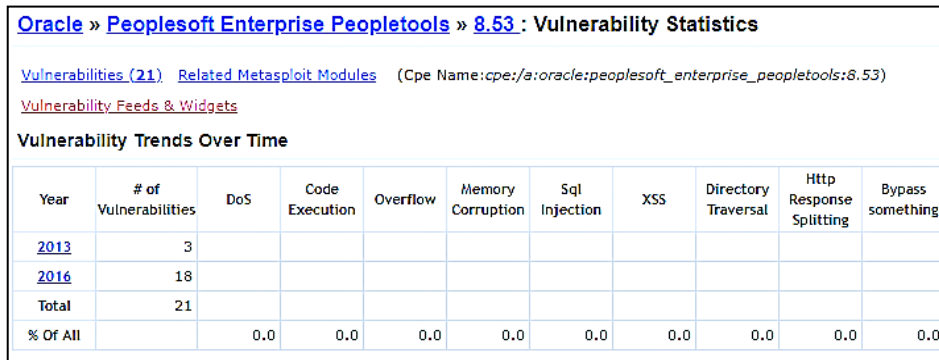 Oracle » Peoplesoft Enterprise Peopletools » 8.53 : Vulnerability Statistics
Vulnerabilities (21) Related Metasploit Modules (Cpe Name:cpe:/a:oracle:peoplesoft_enterprise_peopletools:8.53)
Vulnerability Feeds & Widgets
Vulnerability Trends Over Time
Year # of Vulnerabilities DoS Code Execution Overflow Memory Corruption Sql Injection XSS Directory Traversal Http Response Splitting Bypass something
2013 3
2016 18
Total 21
% Of All 0.0 0.0 0.0 0.0 0.0 0.0 0.0 0.0 0.0